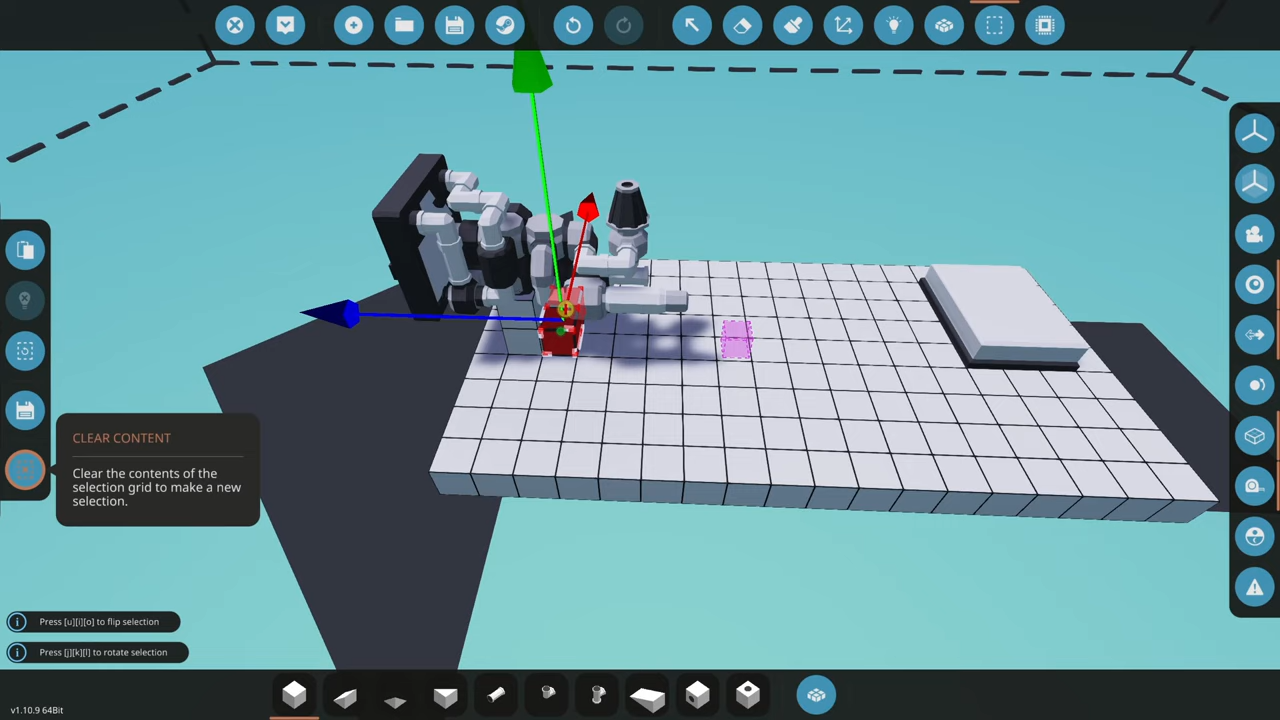 CLEAR CONTENT
Clear the contents of the
selection grid to make a new
selection.
Press [u][i][o] to flip selection
Press [j][k][l] to rotate selection
v1.10.9 64Bit